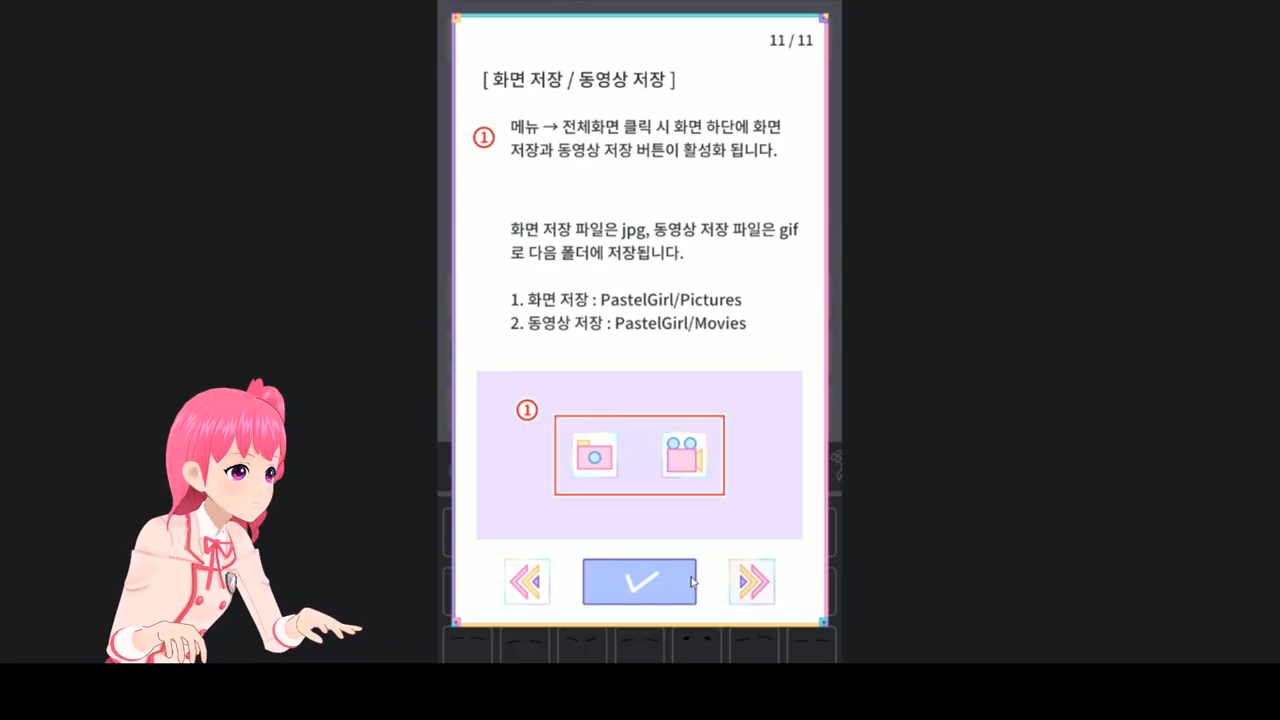 11 / 11
[ 화면 저장 / 동영상 저장 ]
① 메뉴 → 전체화면 클릭 시 화면 하단에 화면
저장과 동영상 저장 버튼이 활성화 됩니다.
화면 저장 파일은 jpg, 동영상 저장 파일은 gif
로 다음 폴더에 저장됩니다.
1. 화면 저장 : PastelGirl/Pictures
2. 동영상 저장 : PastelGirl/Movies
①